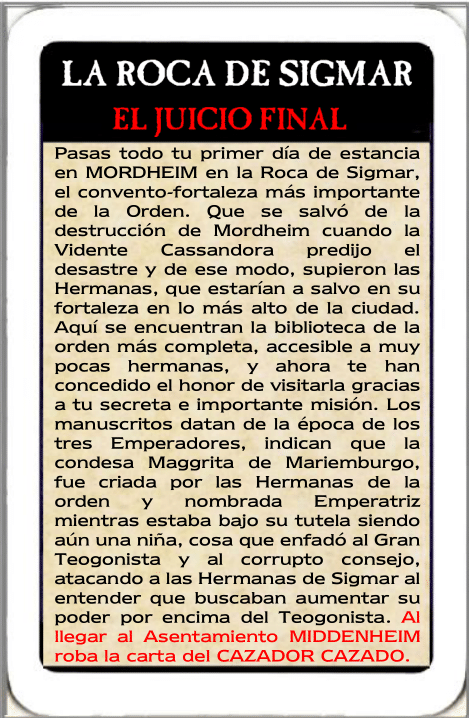 LA ROCA DE SIGMAR
EL JUICIO FINAL
Pasas todo tu primer día de estancia
en MORDHEIM en la Roca de Sigmar,
el convento-fortaleza más importante
de la Orden. Que se salvó de la
destrucción de Mordheim cuando la
Vidente Cassandora predijo el
desastre y de ese modo, supieron las
Hermanas, que estarían a salvo en su
fortaleza en lo más alto de la ciudad.
Aquí se encuentran la biblioteca de la
orden más completa, accesible a muy
pocas hermanas, y ahora te han
concedido el honor de visitarla gracias
a tu secreta e importante misión. Los
manuscritos datan de la época de los
tres Emperadores, indican que la
condesa Maggrita de Mariemburgo,
fue criada por las Hermanas de la
orden y nombrada Emperatriz
mientras estaba bajo su tutela siendo
aún una niña, cosa que enfadó al Gran
Teogonista y al corrupto consejo,
atacando a las Hermanas de Sigmar al
entender que buscaban aumentar su
poder por encima del Teogonista. Al
llegar al Asentamiento MIDDENHEIM
roba la carta del CAZADOR CAZADO.